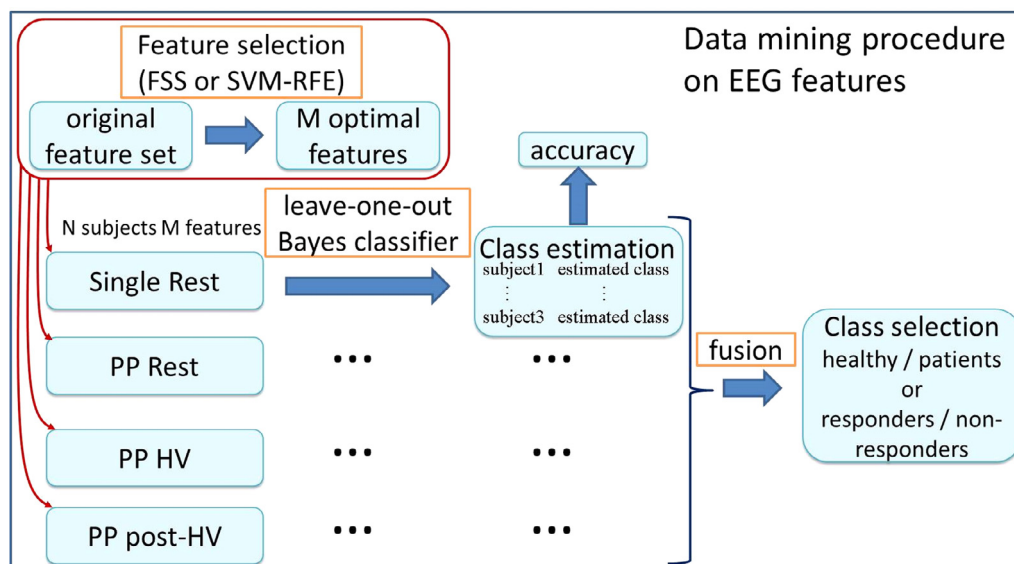 Data mining procedure
on EEG features
Feature selection
(FSS or SVM-RFE)
original
feature set
M optimal
features
accuracy
N subjects M features
leave-one-out
Bayes classifier
Class estimation
subject1 estimated class
⋮ ⋮
subject3 estimated class
Single Rest
PP Rest
... ...
PP HV
... ...
PP post-HV
... ...
fusion
Class selection
healthy / patients
or
responders / non-
responders